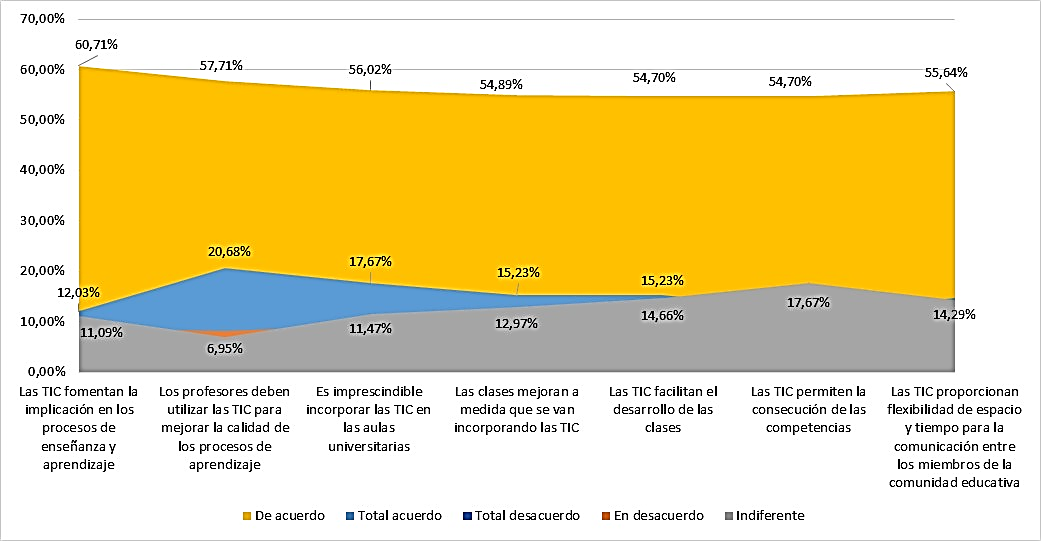 70,00%
60,71%
57,71%
56,02%
54,89%
54,70%
54,70%
55,64%
60,00%
50,00%
40,00%
30,00%
20,68%
17,67%
15,23%
15,23%
20,00%
12,03%
10,00%
11,09%
6,95%
11,47%
12,97%
14,66%
17,67%
14,29%
0,00%
Las TIC fomentan la
implicación en los
procesos de
enseñanza y
aprendizaje
Los profesores deben
utilizar las TIC para
mejorar la calidad de
los procesos de
aprendizaje
Es imprescindible
incorporar las TIC en
las aulas
universitarias
Las clases mejoran a
medida que se van
incorporando las TIC
Las TIC facilitan el
desarrollo de las
clases
Las TIC permiten la
consecución de las
competencias
Las TIC proporcionan
flexibilidad de espacio
y tiempo para la
comunicación entre
los miembros de la
comunidad educativa
De acuerdo
Total acuerdo
Total desacuerdo
En desacuerdo
Indiferente